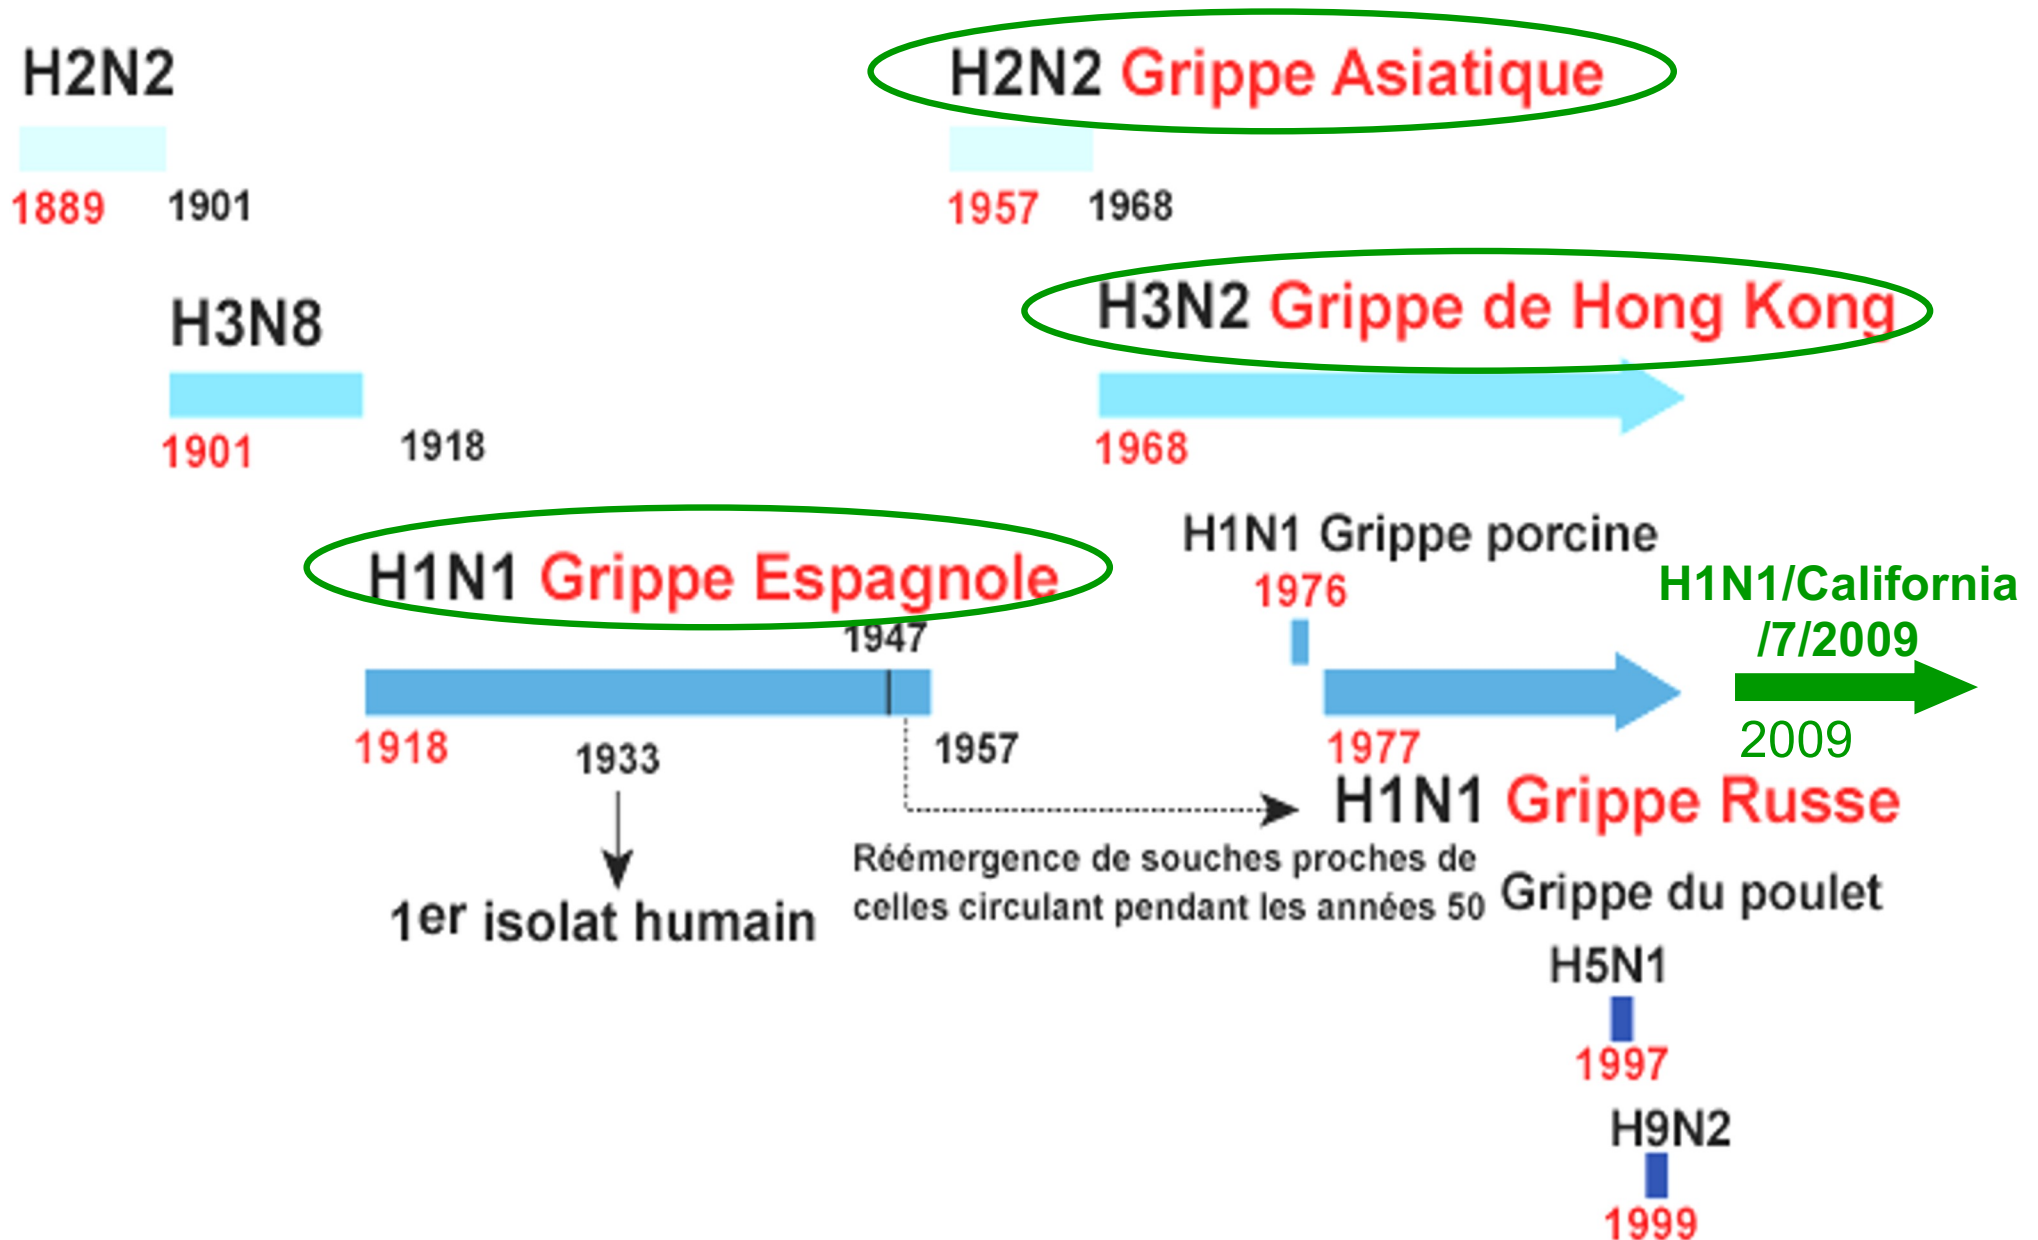 H2N2
1889
1901
H2N2 Grippe Asiatique
1957
1968
H3N8
1901
1918
H3N2 Grippe de Hong Kong
1968
H1N1 Grippe Espagnole
1947
1918
1933
1957
1er isolat humain
H1N1 Grippe porcine
1976
H1N1/California
/7/2009
2009
1977
H1N1 Grippe Russe
Réémergence de souches proches de
celles circulant pendant les années 50
Grippe du poulet
H5N1
1997
H9N2
1999